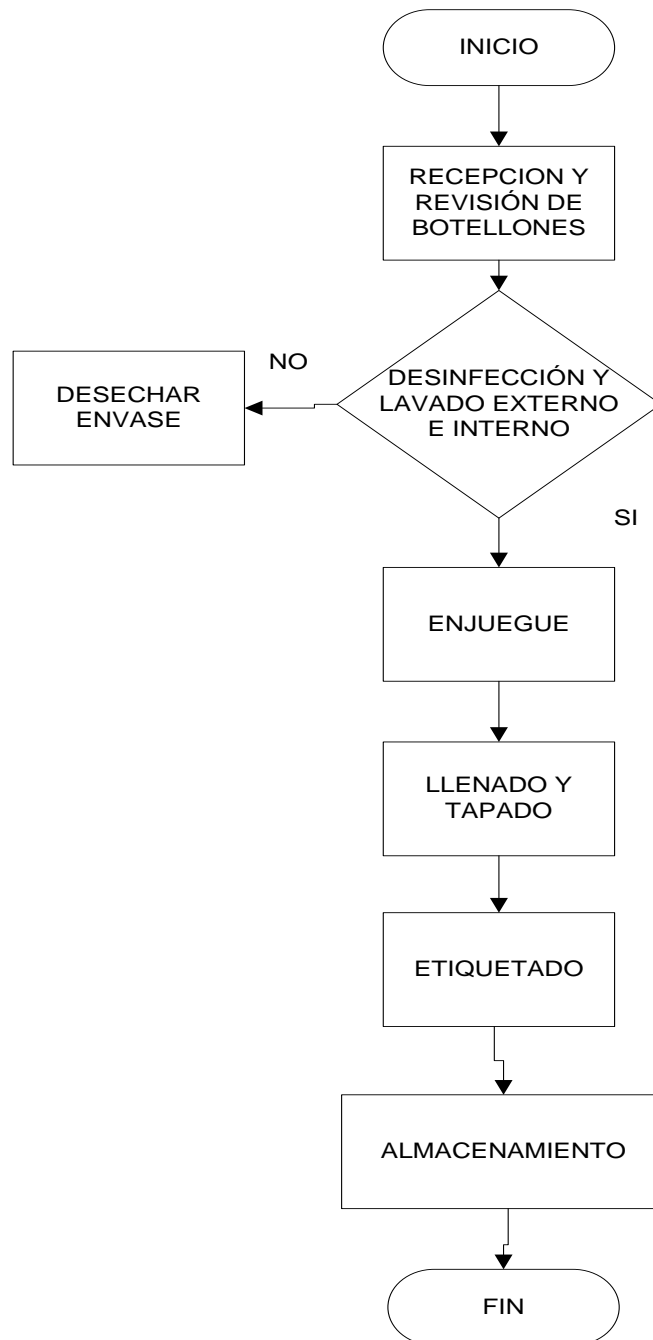 INICIO
RECEPCION Y
REVISIÓN DE
BOTELLONES
NO
DESECHAR
ENVASE
DESINFECCIÓN Y
LAVADO EXTERNO
E INTERNO
SI
ENJUEGUE
LLENADO Y
TAPADO
ETIQUETADO
ALMACENAMIENTO
FIN